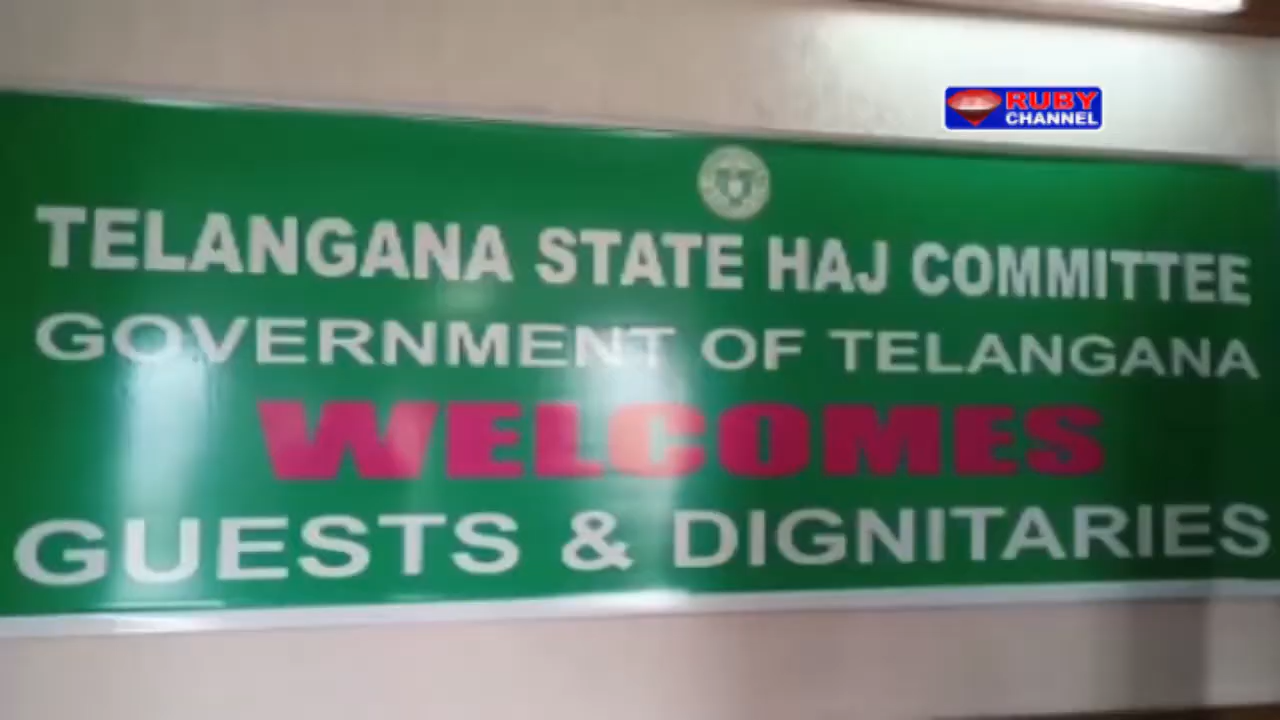 RUBY
CHANNEL
TELANGANA STATE HAJ COMMITTEE
GOVERNMENT OF TELANGANA
WELCOMES
GUESTS & DIGNITARIES